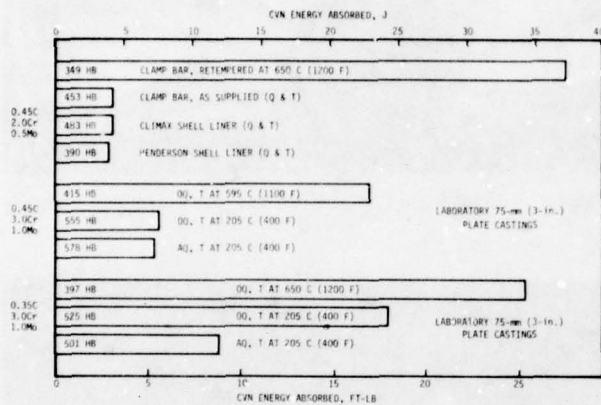 CVN ENERGY ABSORBED, J
0 5 10 15 20 25 30 35 40
349 HB CLAMP BAR, RETEMPERED AT 650 C (1200 F)
453 HB CLAMP BAR, AS SUPPLIED (Q & T)
0.45C
2.0Cr
0.5Mo
483 HB CLIMAX SHELL LINER (Q & T)
390 HB HENDERSON SHELL LINER (Q & T)
415 HB OQ, T AT 595 C (1100 F)
0.45C
3.0Cr
1.0Mo
555 HB OQ, T AT 205 C (400 F)
578 HB AQ, T AT 205 C (400 F)
LABORATORY 75-mm (3-in.)
PLATE CASTINGS
397 HB OQ, T AT 650 C (1200 F)
0.35C
3.0Cr
1.0Mo
525 HB OQ, T AT 205 C (400 F)
501 HB AQ, T AT 205 C (400 F)
LABORATORY 75-mm (3-in.)
PLATE CASTINGS
0 5 10 15 20 25
CVN ENERGY ABSORBED, FT-LB